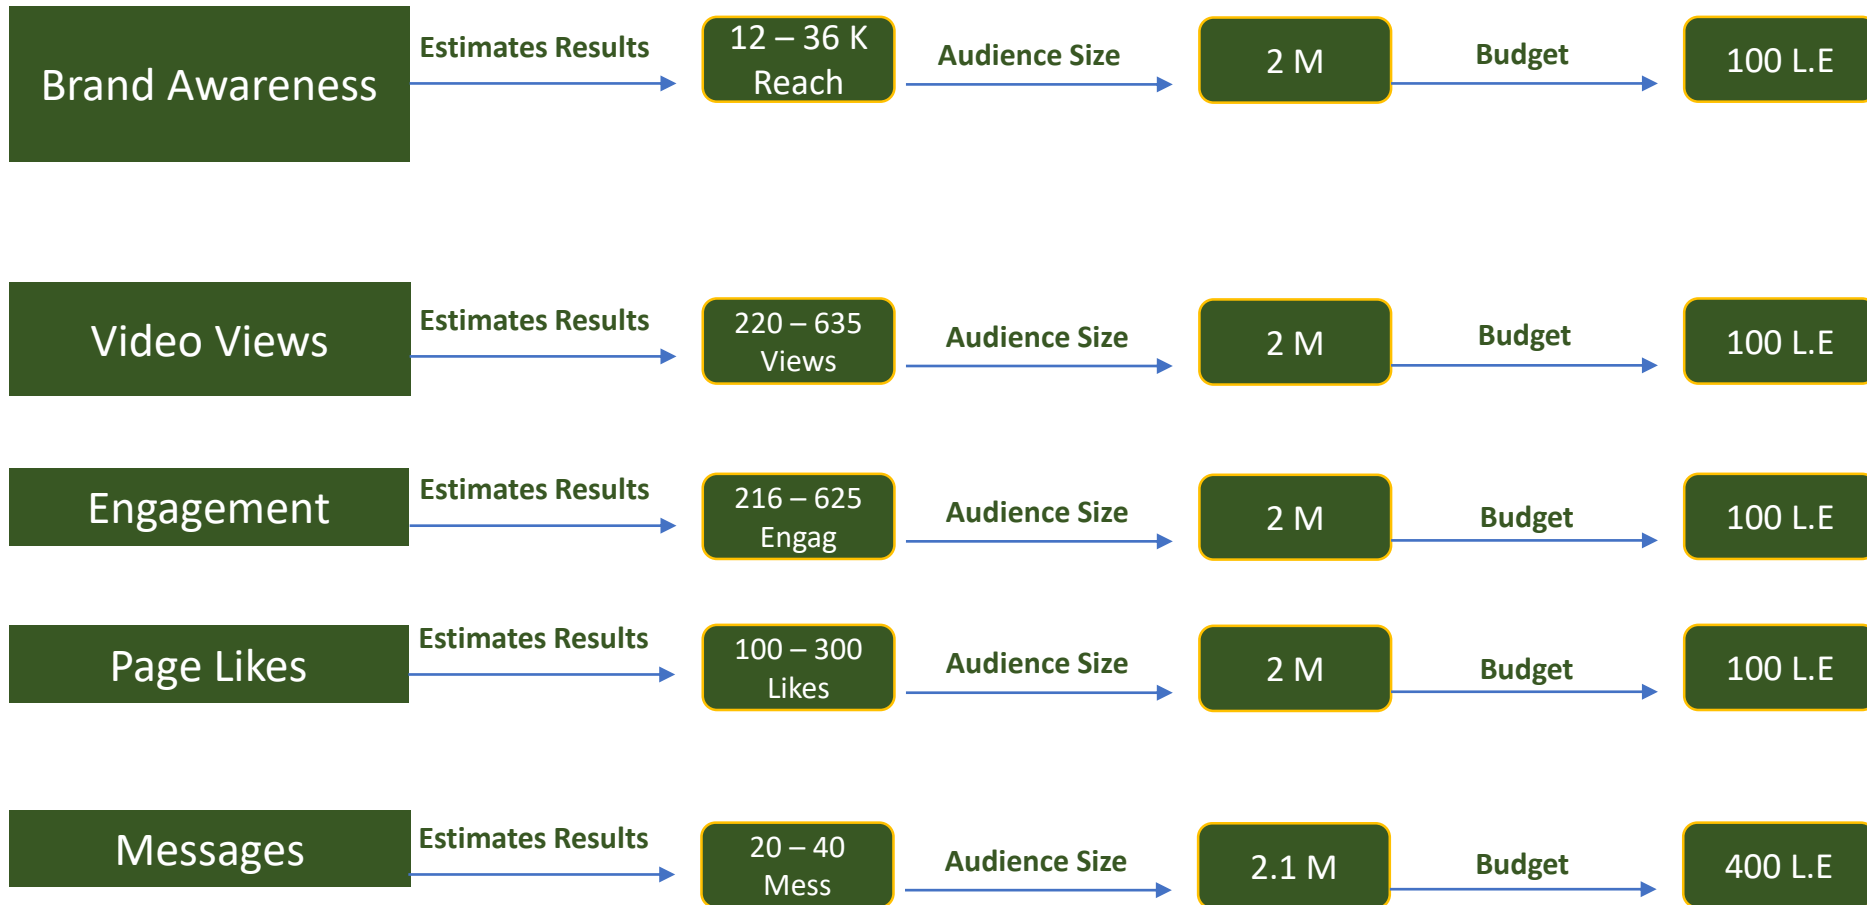 Brand Awareness
Estimates Results
12 – 36 K
Reach
Audience Size
2 M
Budget
100 L.E
Video Views
Estimates Results
220 – 635
Views
Audience Size
2 M
Budget
100 L.E
Engagement
Estimates Results
216 – 625
Engag
Audience Size
2 M
Budget
100 L.E
Page Likes
Estimates Results
100 – 300
Likes
Audience Size
2 M
Budget
100 L.E
Messages
Estimates Results
20 – 40
Mess
Audience Size
2.1 M
Budget
400 L.E